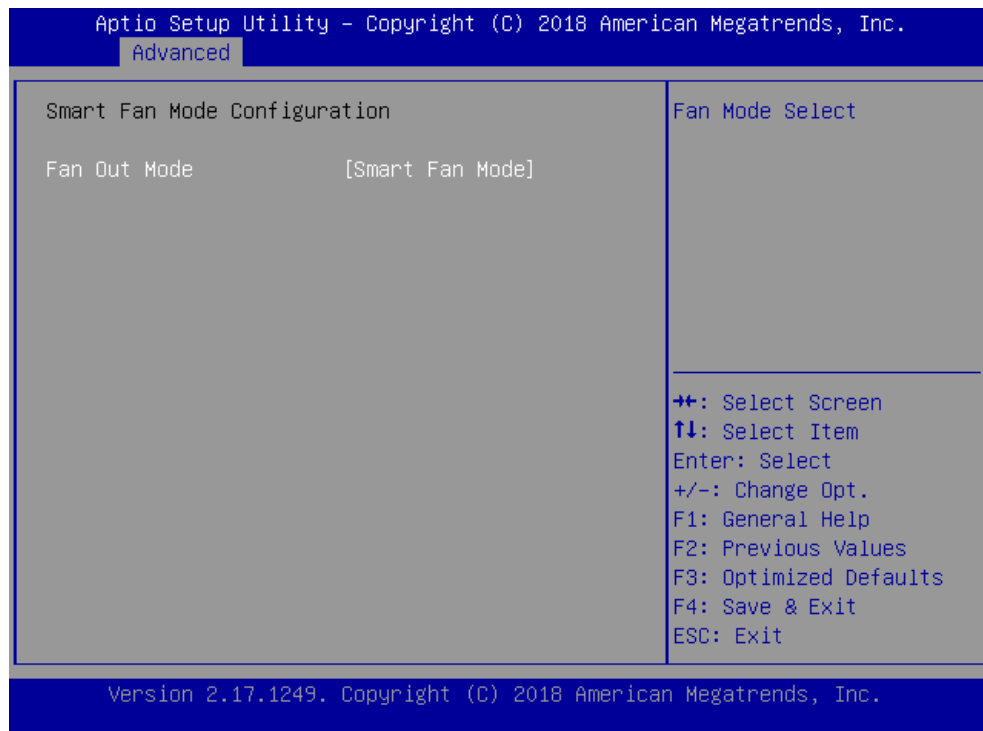 Aptio Setup Utility – Copyright (C) 2018 American Megatrends, Inc.
Advanced
Smart Fan Mode Configuration
Fan Out Mode [Smart Fan Mode]
Fan Mode Select
→←: Select Screen
↑↓: Select Item
Enter: Select
+/-: Change Opt.
F1: General Help
F2: Previous Values
F3: Optimized Defaults
F4: Save & Exit
ESC: Exit
Version 2.17.1249. Copyright (C) 2018 American Megatrends, Inc.